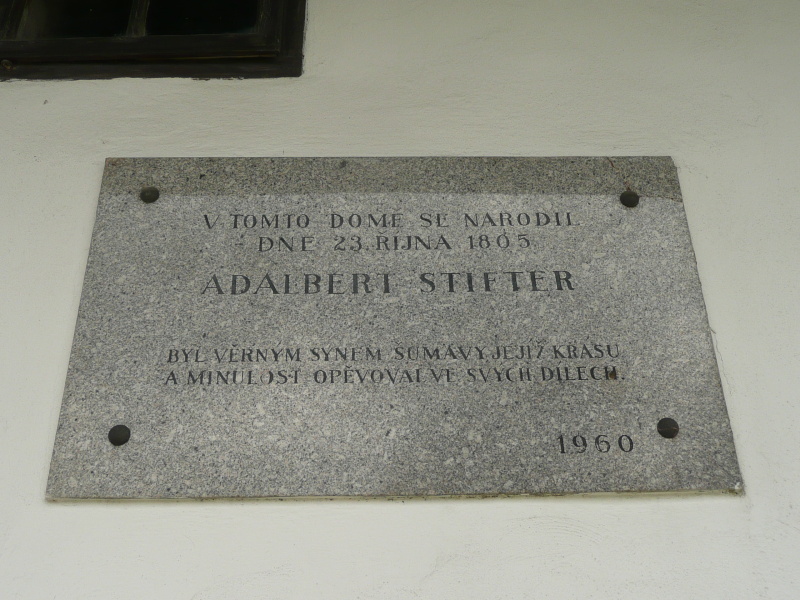 V TOMTO DOMĚ SE NARODIL
DNE 23. ŘÍJNA 1805
ADALBERT STIFTER
BYL VĚRNÝM SYNEM ŠUMAVY, JEJÍŽ KRÁSU
A MINULOST OPĚVOVAL VE SVÝCH DÍLECH.
1960